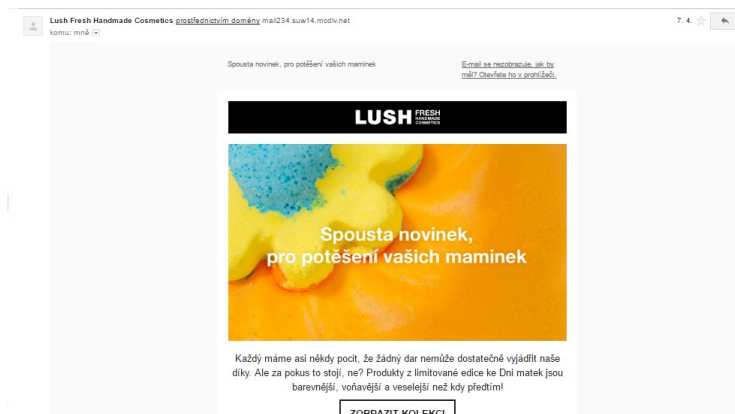 Lush Fresh Handmade Cosmetics prostřednictvím domény mail234.suw14.mcdlv.net
7. 4.
komu: mně
Spousta novinek, pro potěšení vašich maminek
E-mail se nezobrazuje, jak by
měl? Otevřete ho v prohlížeči.
LUSH FRESH
HANDMADE
COSMETICS
Spousta novinek,
pro potěšení vašich maminek
Každý máme asi někdy pocit, že žádný dar nemůže dostatečně vyjádřit naše
díky. Ale za pokus to stojí, ne? Produkty z limitované edice ke Dni matek jsou
barevnější, voňavější a veselejší než kdy předtím!
ZOBRAZIT KOLEKCI